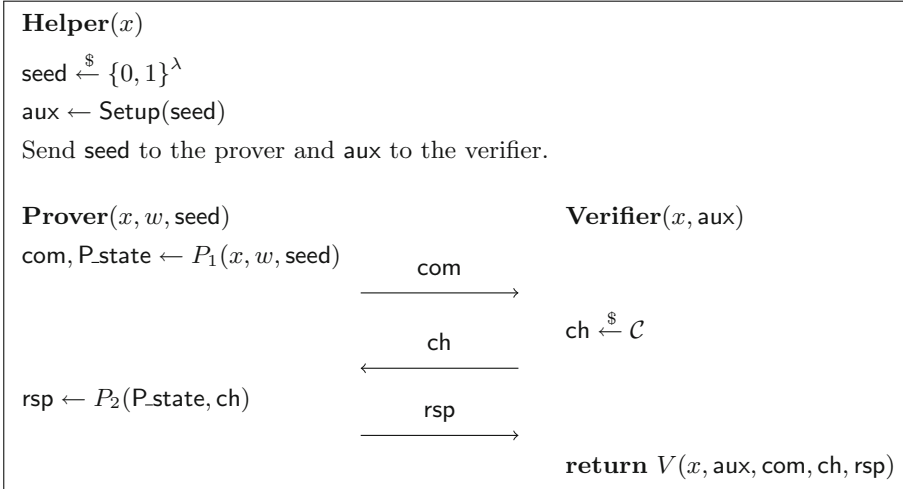 Helper(x)
seed $← {0, 1}^λ
aux ← Setup(seed)
Send seed to the prover and aux to the verifier.
Prover(x, w, seed) Verifier(x, aux)
com, P_state ← P₁(x, w, seed)
com
ch $← 𝒞
ch
rsp ← P₂(P_state, ch)
rsp
return V(x, aux, com, ch, rsp)